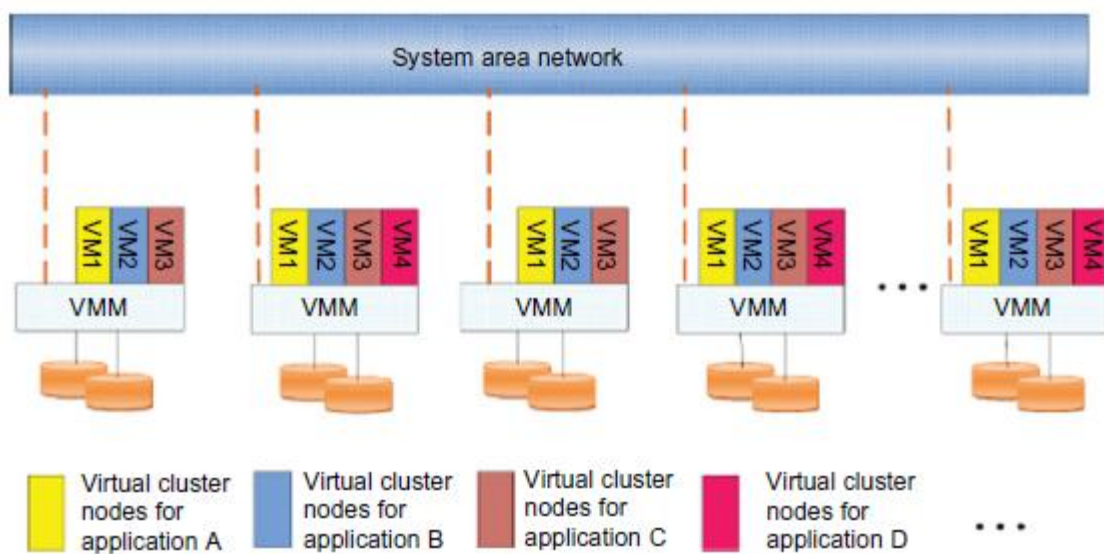 System area network
VM1 VM2 VM3
VM1 VM2 VM3 VM4
VM1 VM2 VM3
VM1 VM2 VM3 VM4
VM1 VM2 VM3 VM4
VMM
VMM
VMM
VMM
...
VMM
Virtual cluster
nodes for
application A
Virtual cluster
nodes for
application B
Virtual cluster
nodes for
application C
Virtual cluster
nodes for
application D
...